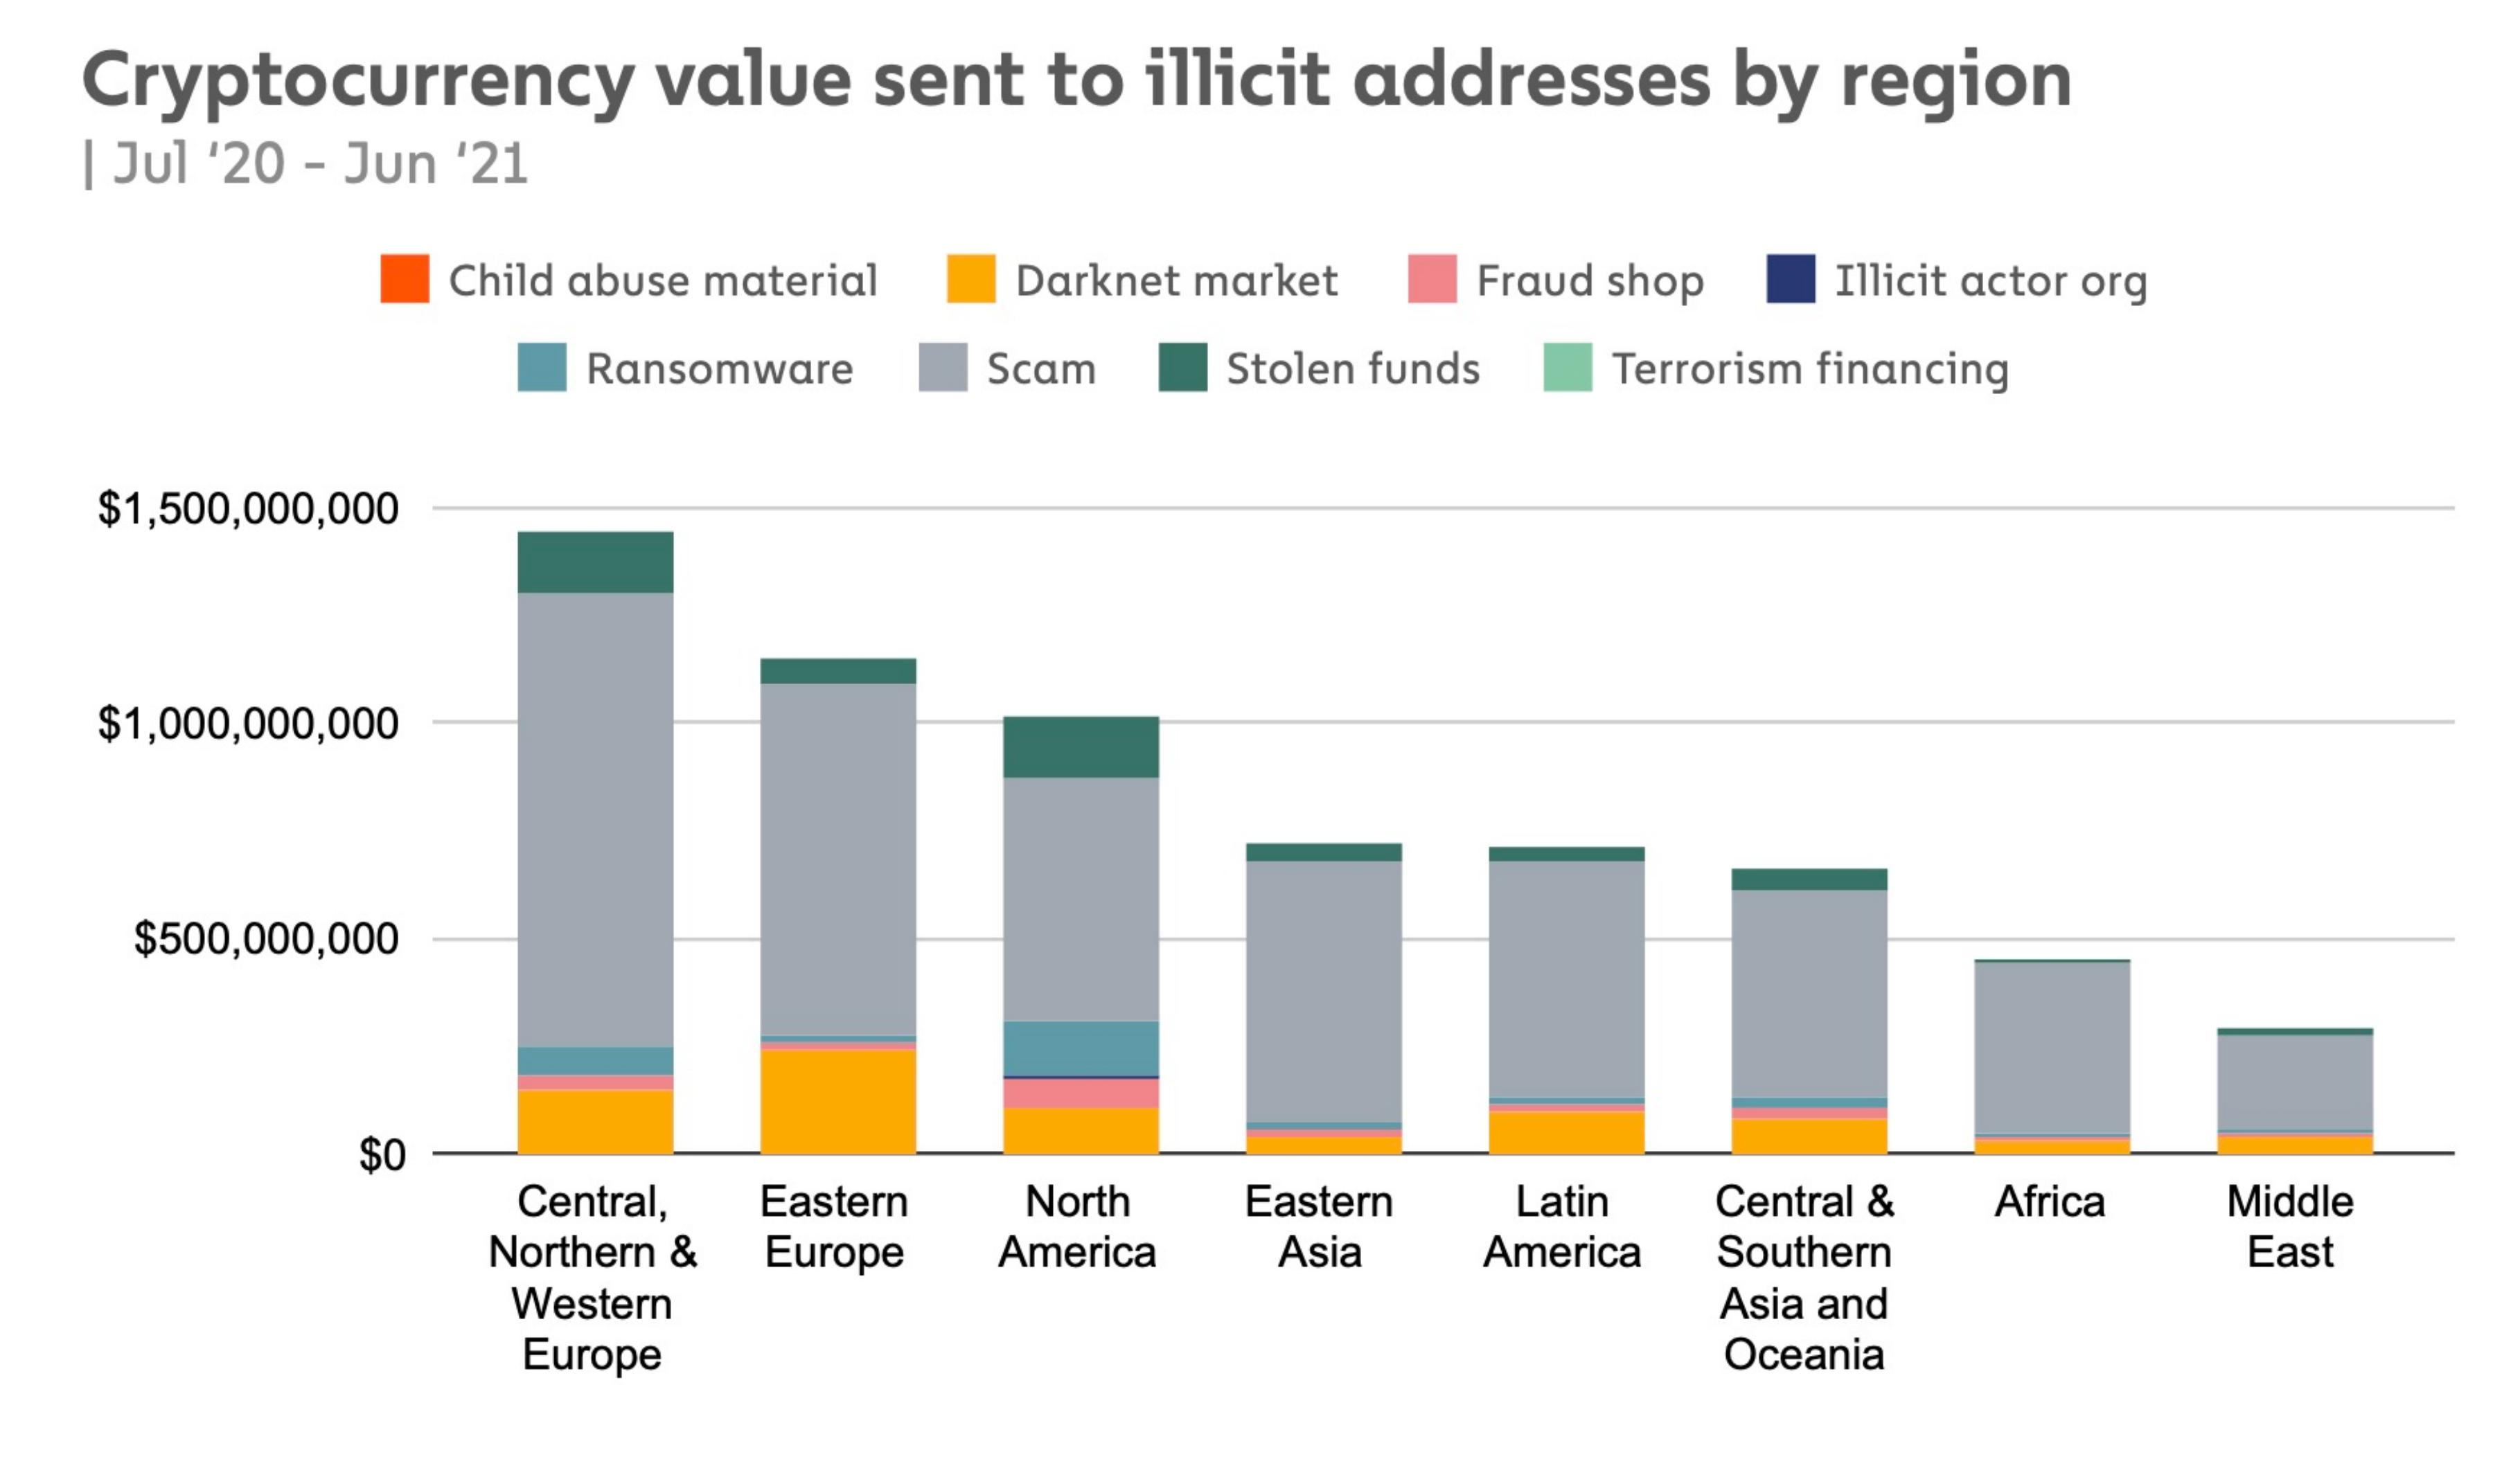 Cryptocurrency value sent to illicit addresses by region
| Jul ‘20 - Jun ‘21
Child abuse material Darknet market Fraud shop Illicit actor org
Ransomware Scam Stolen funds Terrorism financing
$1,500,000,000
$1,000,000,000
$500,000,000
$0
Central,
Northern &
Western
Europe
Eastern
Europe
North
America
Eastern
Asia
Latin
America
Central &
Southern
Asia and
Oceania
Africa
Middle
East